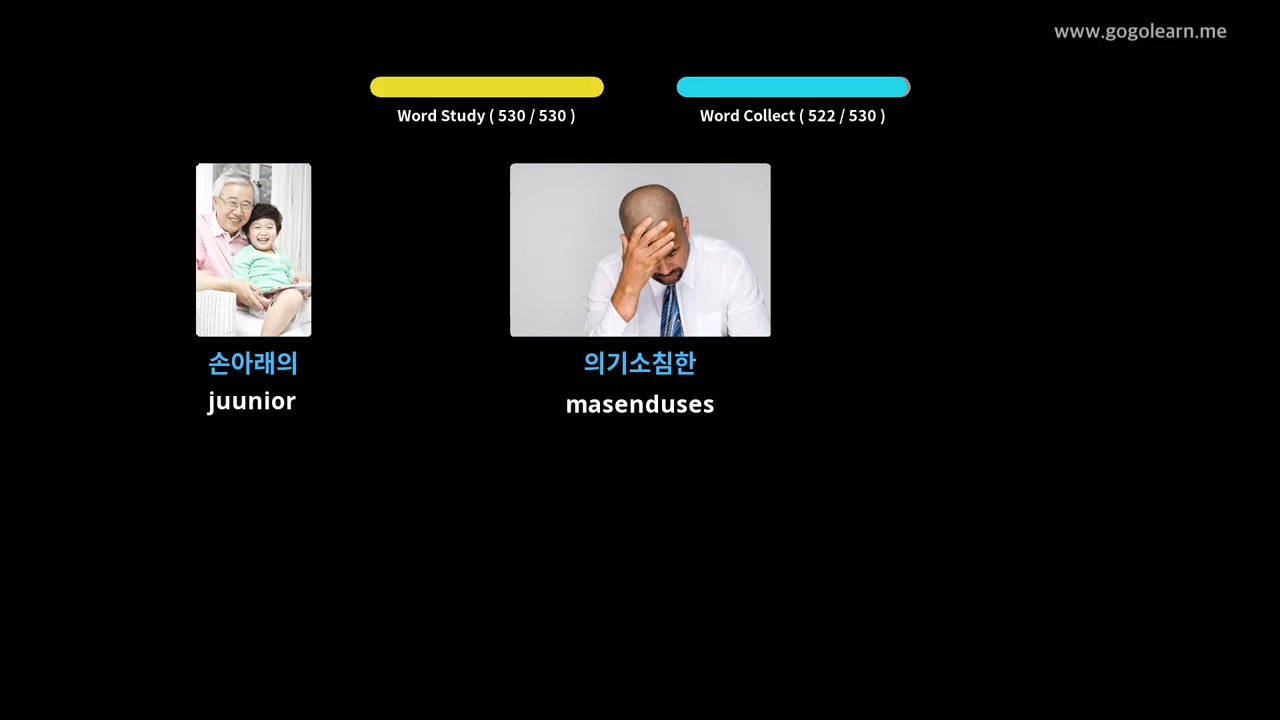 www.gogolearn.me
Word Study ( 530 / 530 )
Word Collect ( 522 / 530 )
손아래의
juunior
의기소침한
masenduses